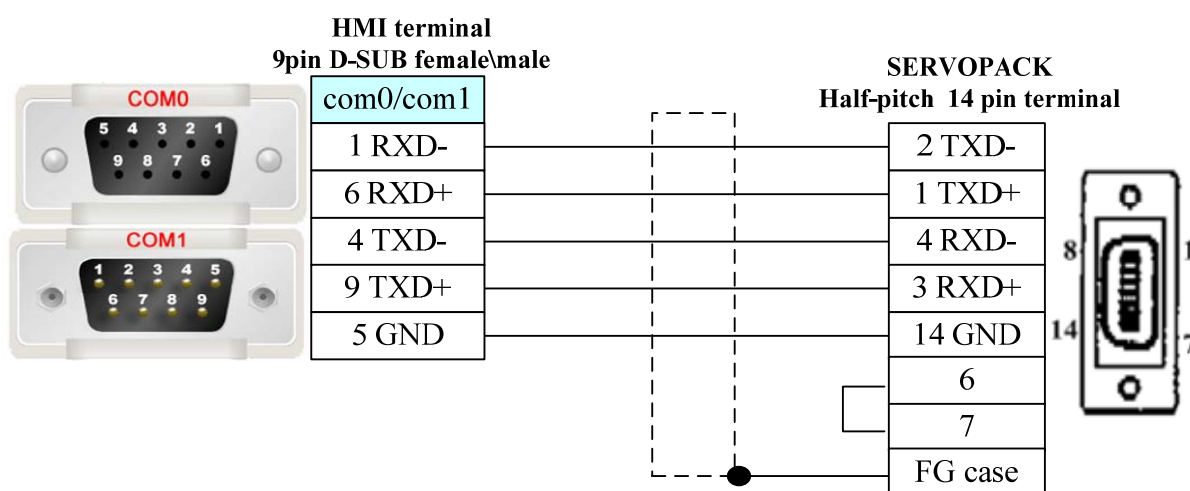 HMI terminal
9pin D-SUB female\male
SERVOPACK
Half-pitch 14 pin terminal
COM0
5 4 3 2 1
9 8 7 6
COM1
1 2 3 4 5
6 7 8 9
com0/com1
1 RXD-
6 RXD+
4 TXD-
9 TXD+
5 GND
2 TXD-
1 TXD+
4 RXD-
3 RXD+
14 GND
6
7
FG case
8 1
14 7